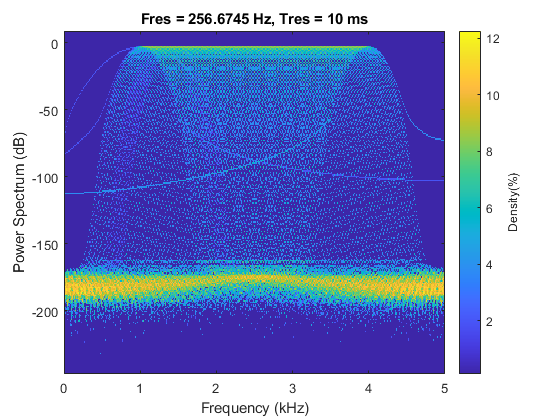 Fres = 256.6745 Hz, Tres = 10 ms
0
-50
-100
-150
-200
Power Spectrum (dB)
0 1 2 3 4 5
Frequency (kHz)
12
10
8
6
4
2
Density(%)